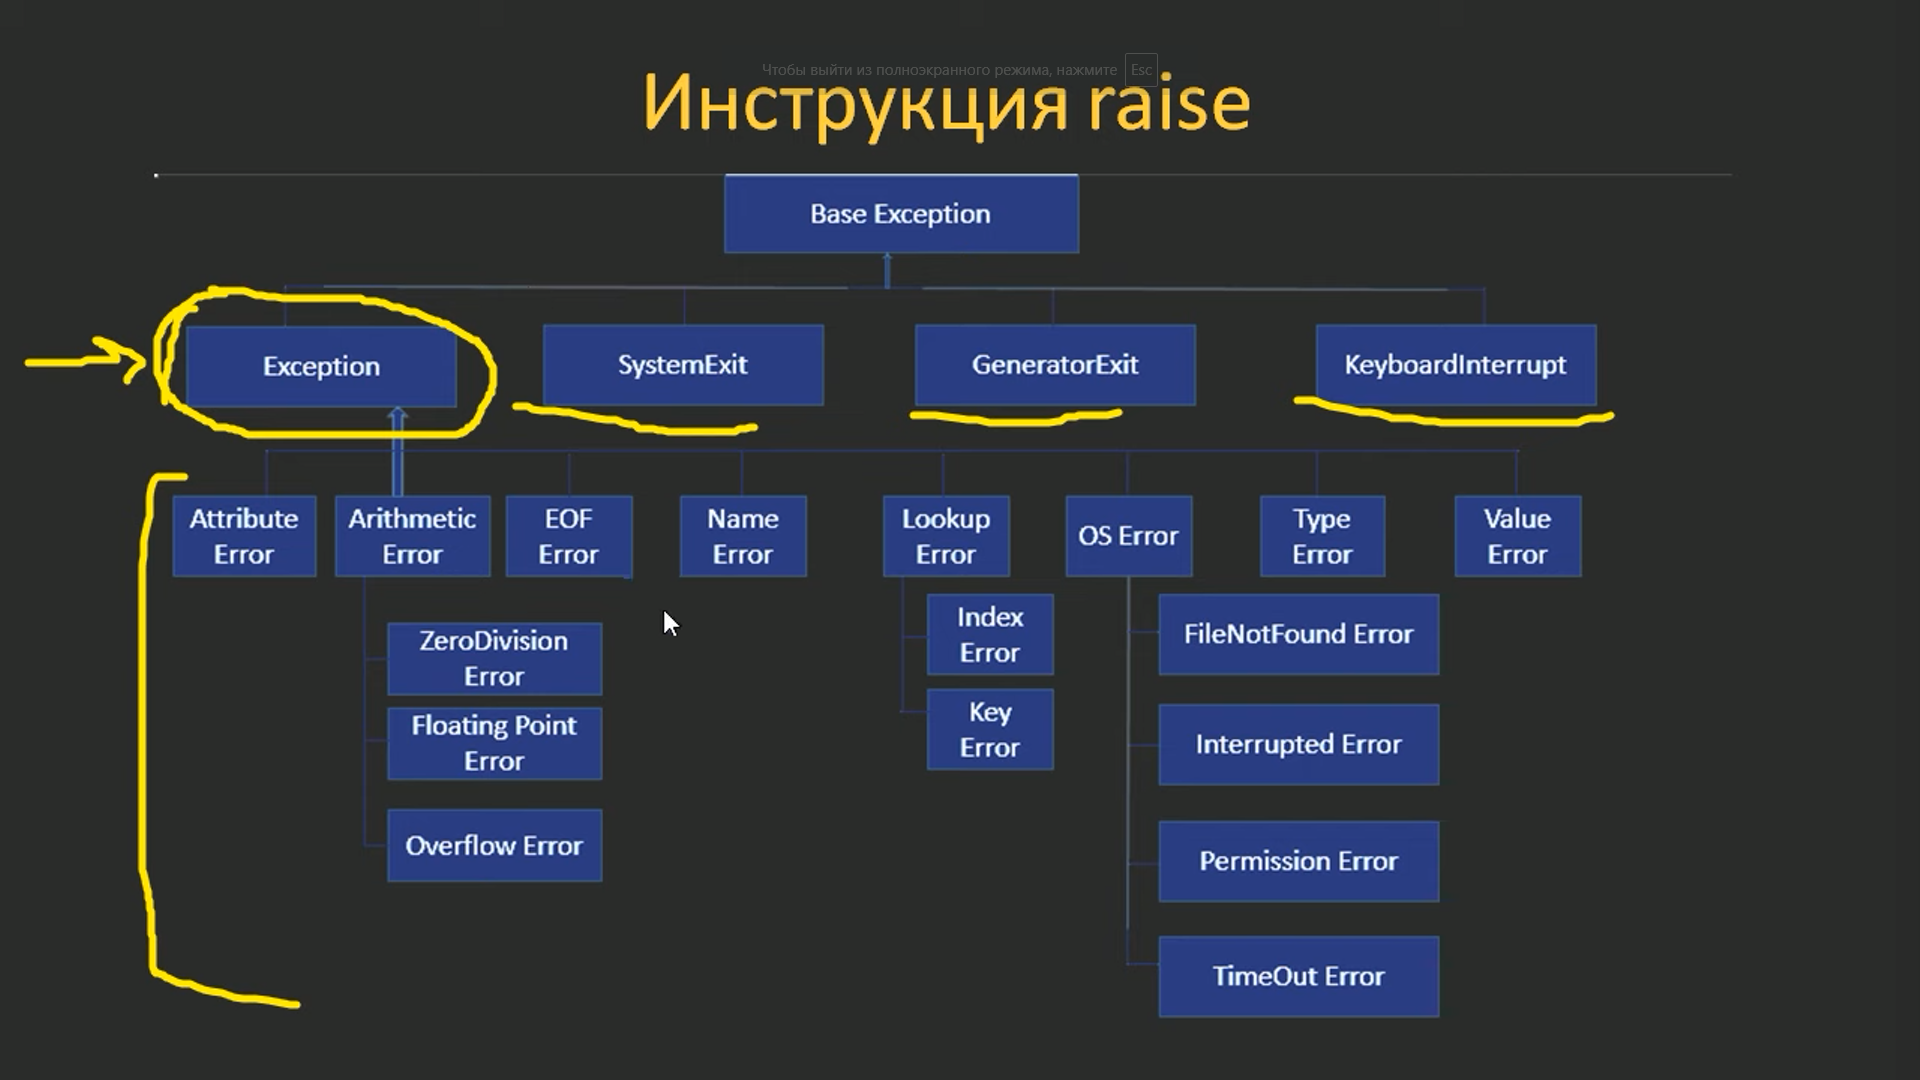 Чтобы выйти из полноэкранного режима, нажмите Esc
Инструкция raise
Base Exception
Exception
SystemExit
GeneratorExit
KeyboardInterrupt
Attribute
Error
Arithmetic
Error
EOF
Error
Name
Error
Lookup
Error
OS Error
Type
Error
Value
Error
ZeroDivision
Error
Floating Point
Error
Overflow Error
Index
Error
Key
Error
FileNotFound Error
Interrupted Error
Permission Error
TimeOut Error